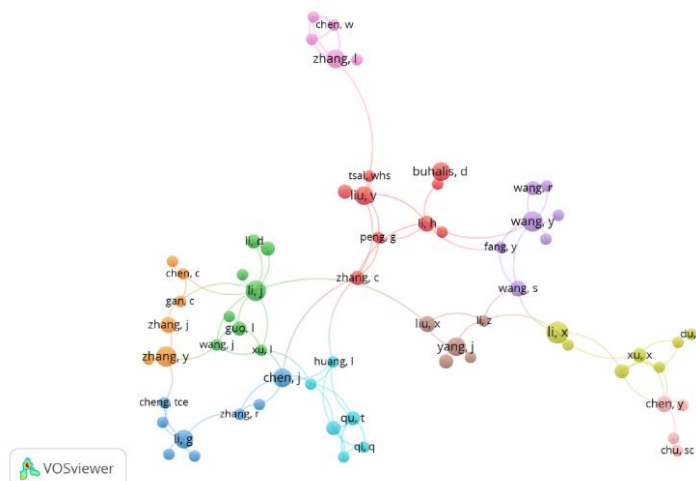 chen, w
zhang, l
tsai, whs
buhalis, d
liu, y
wang, r
wang, y
li, h
peng, g
fang, y
li, d
zhang, c
chen, c
li, j
wang, s
gan, c
zhang, j
guo, l
liu, x
li, z
li, x
du,
wang, j
xu, l
yang, j
xu, x
zhang, y
huang, l
chen, j
cheng, tce
zhang, r
qu, t
chen, y
li, g
qi, q
chu, sc
VOSviewer